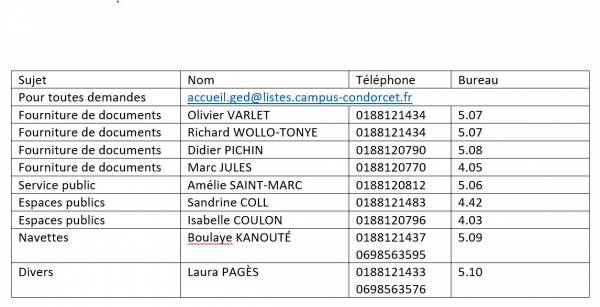 Sujet Nom Téléphone Bureau
Pour toutes demandes accueil.ged@listes.campus-condorcet.fr
Fourniture de documents Olivier VARLET 0188121434 5.07
Fourniture de documents Richard WOLLO-TONYE 0188121434 5.07
Fourniture de documents Didier PICHIN 0188120790 5.08
Fourniture de documents Marc JULES 0188120770 4.05
Service public Amélie SAINT-MARC 0188120812 5.06
Espaces publics Sandrine COLL 0188121483 4.42
Espaces publics Isabelle COULON 0188120796 4.03
Navettes Boulaye KANOUTÉ 0188121437 5.09
0698563595
Divers Laura PAGÈS 0188121433 5.10
0698563576